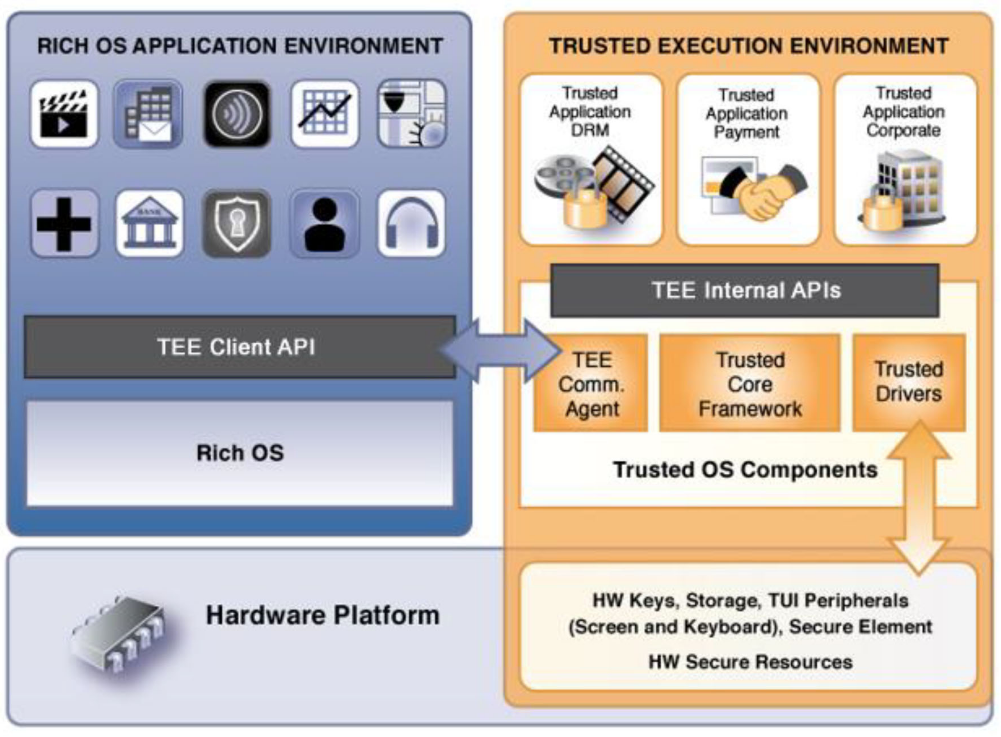 RICH OS APPLICATION ENVIRONMENT
BANK
TEE Client API
Rich OS
TRUSTED EXECUTION ENVIRONMENT
Trusted
Application
DRM
Trusted
Application
Payment
Trusted
Application
Corporate
TEE Internal APIs
TEE
Comm.
Agent
Trusted
Core
Framework
Trusted
Drivers
Trusted OS Components
Hardware Platform
HW Keys, Storage, TUI Peripherals
(Screen and Keyboard), Secure Element
HW Secure Resources